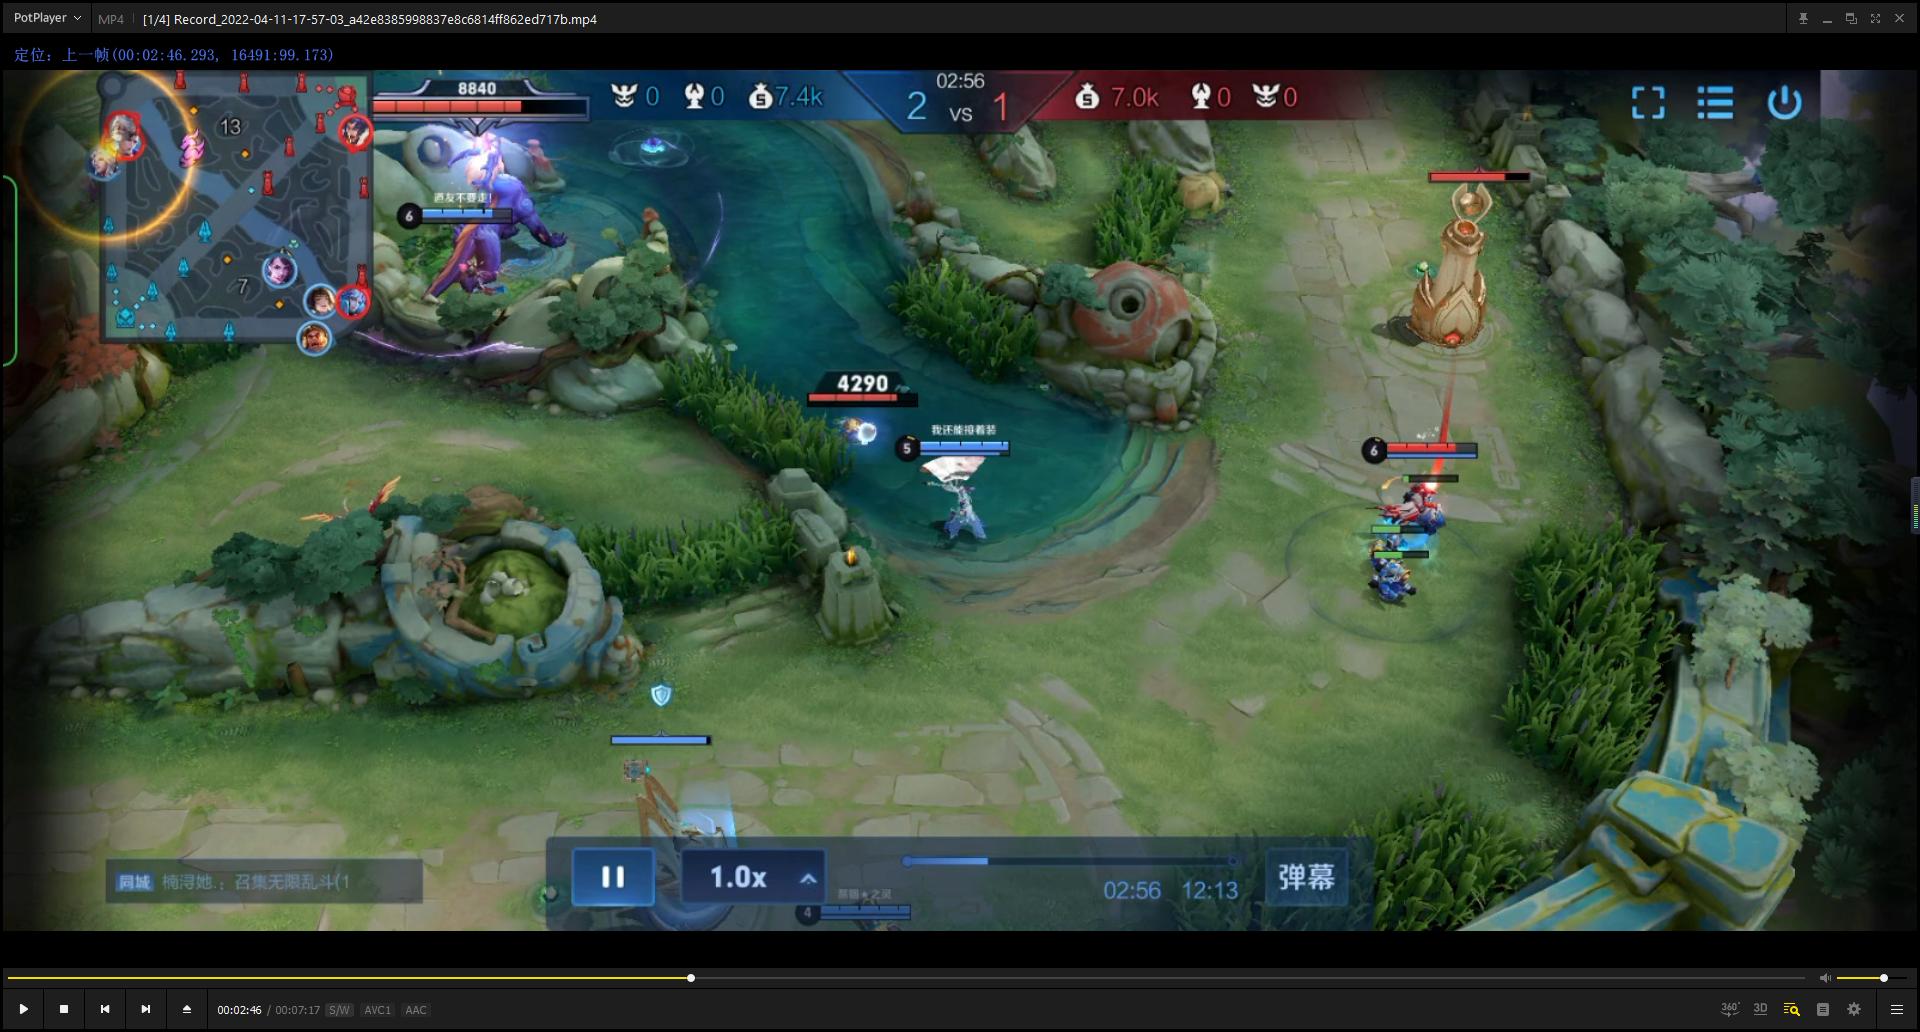 PotPlayer
MP4
[1/4] Record_2022-04-11-17-57-03_a42e8385998837e8c6814ff862ed717b.mp4
定位: 上一帧(00:02:46.293, 16491:99.173)
8840
0
0
7.4k
2
02:56
VS
1
7.0k
0
0
13
7
道友不要走!
6
4290
我还能接着装
5
6
同城 楠浔她.: 召集无限乱斗(1
1.0x
02:56 12:13
弹幕
4
00:02:46 / 00:07:17 S/W AVC1 AAC
360°
3D